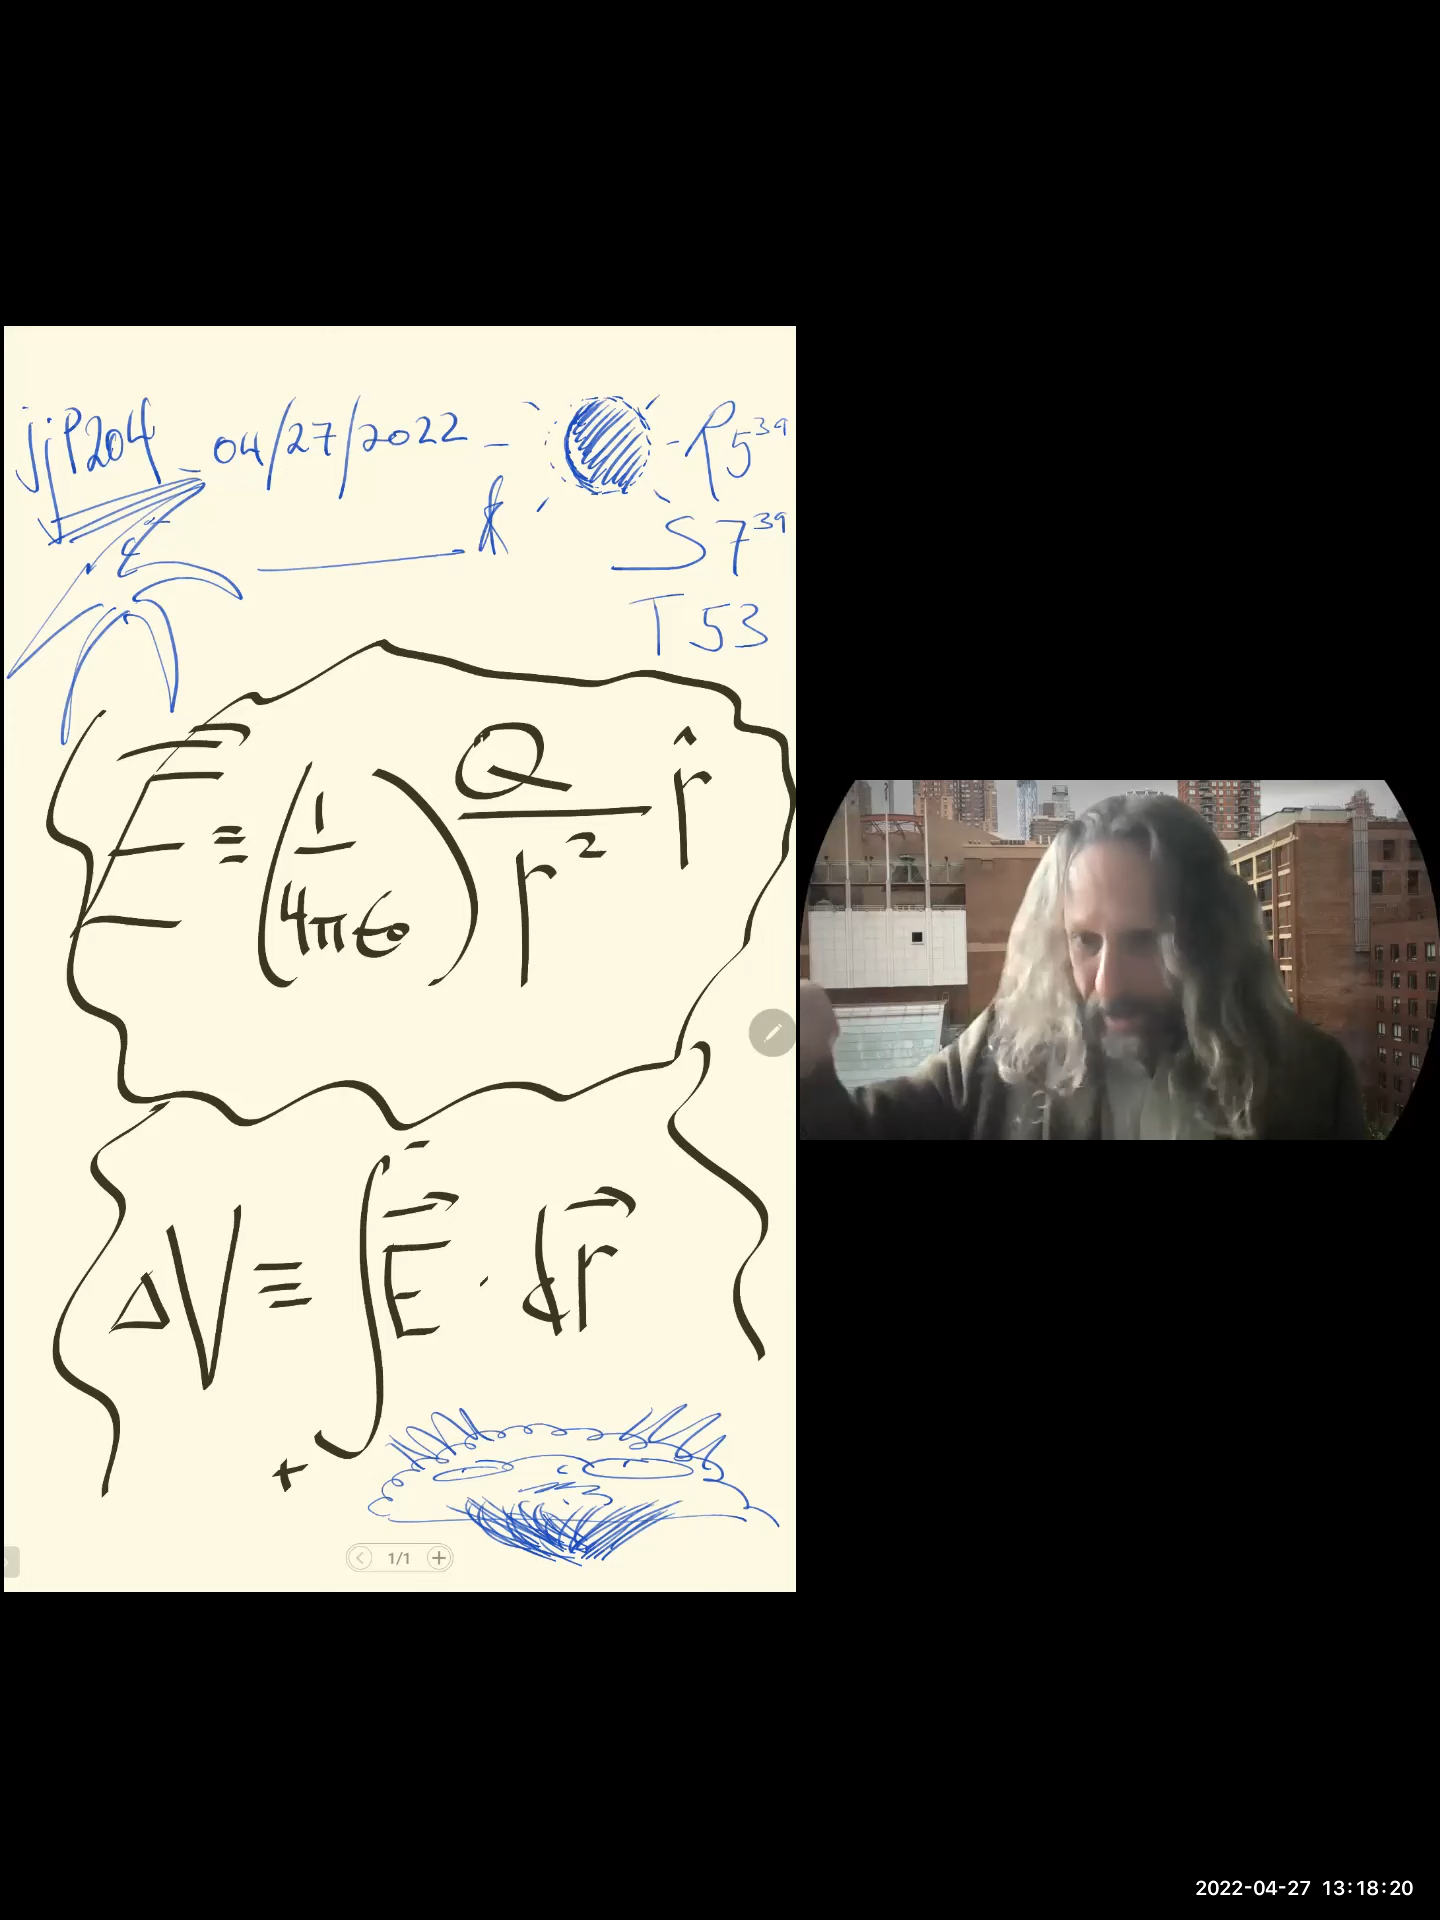 jjP204 - 04/27/2022 - - R5³⁹
S7³⁹
T 53
E⃗ ≡ (1/4πϵ₀) Q/r² r̂
ΔV ≡ ∫₊⁻ E⃗ · dr⃗
1/1
2022-04-27 13:18:20